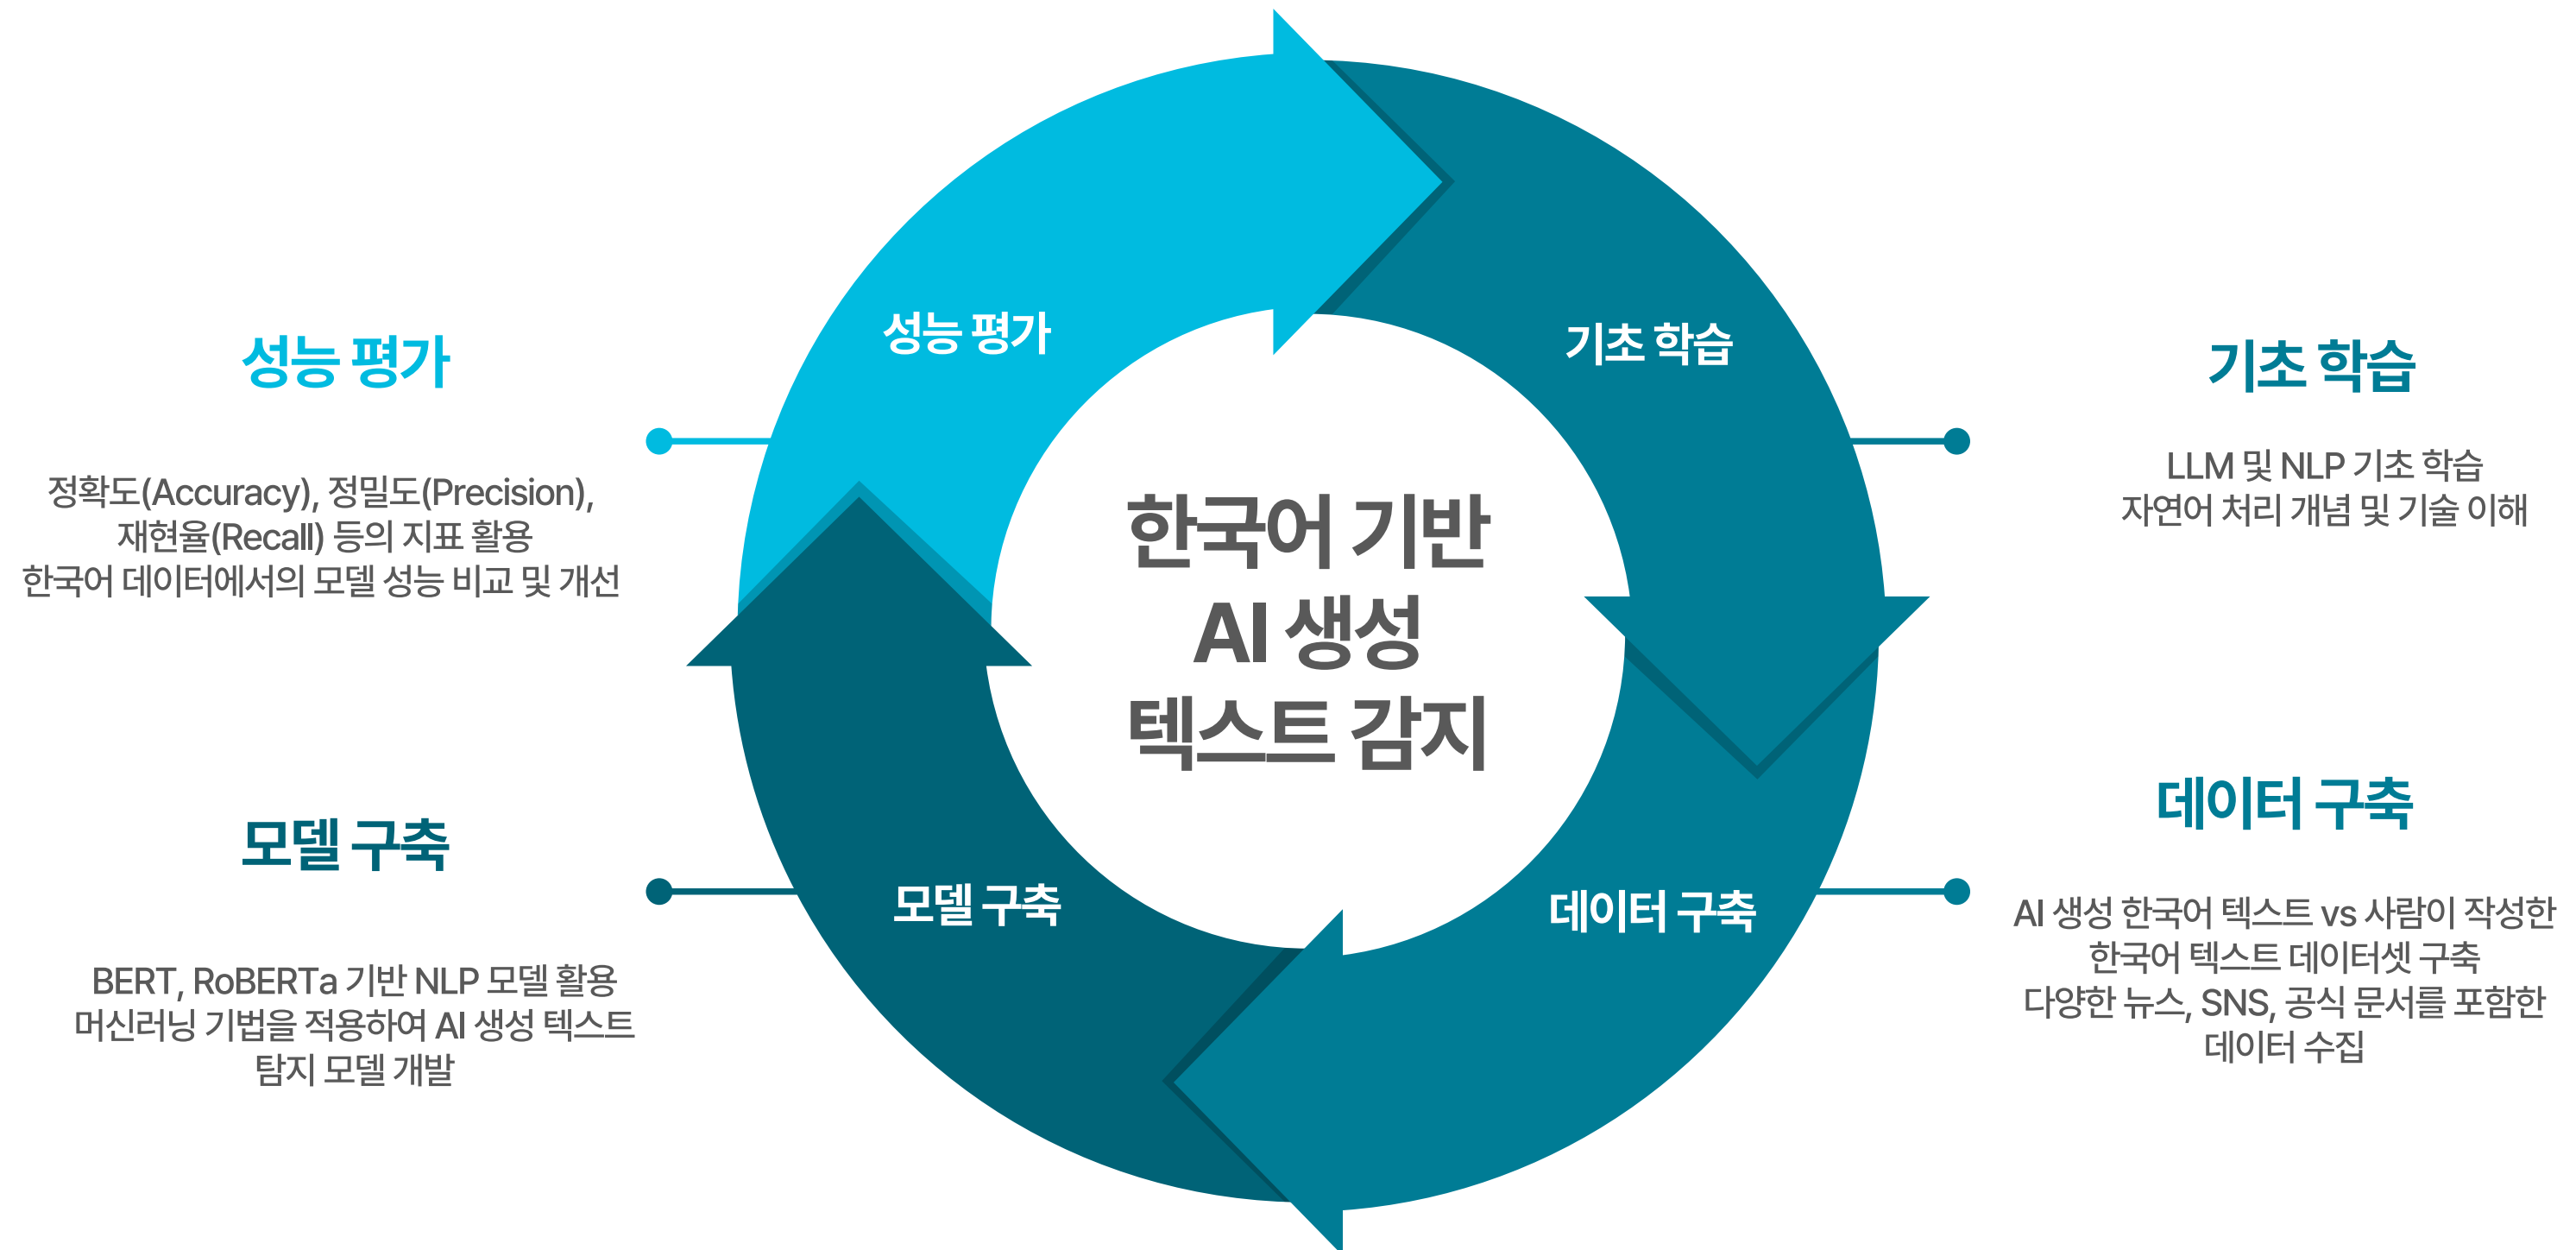 성능 평가
정확도(Accuracy), 정밀도(Precision),
재현율(Recall) 등의 지표 활용
한국어 데이터에서의 모델 성능 비교 및 개선
모델 구축
BERT, RoBERTa 기반 NLP 모델 활용
머신러닝 기법을 적용하여 AI 생성 텍스트
탐지 모델 개발
성능 평가
기초 학습
한국어 기반
AI 생성
텍스트 감지
모델 구축
데이터 구축
기초 학습
LLM 및 NLP 기초 학습
자연어 처리 개념 및 기술 이해
데이터 구축
AI 생성 한국어 텍스트 vs 사람이 작성한
한국어 텍스트 데이터셋 구축
다양한 뉴스, SNS, 공식 문서를 포함한
데이터 수집